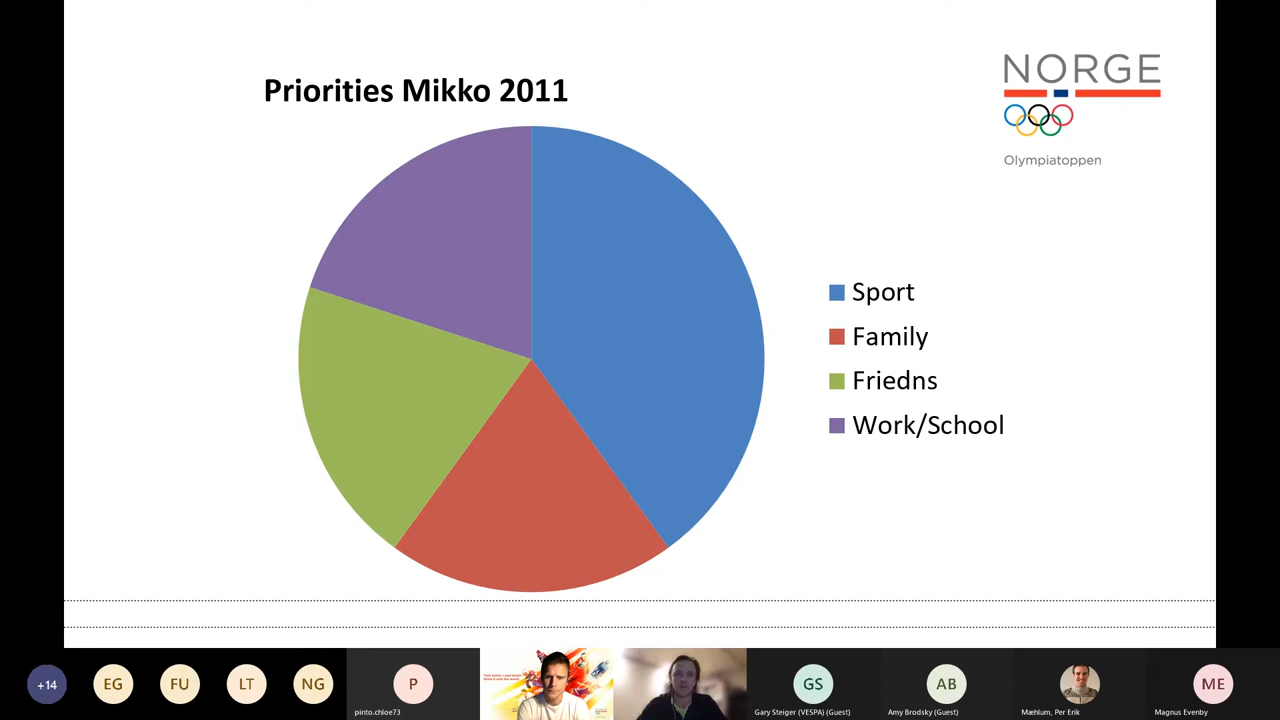 Priorities Mikko 2011
NORGE
Olympiatoppen
Sport
Family
Friedns
Work/School
+14
EG
FU
LT
NG
P
pinto.chloe73
GS
Gary Steiger (VESPA) (Guest)
AB
Amy Brodsky (Guest)
Mæhlum, Per Erik
ME
Magnus Evenby